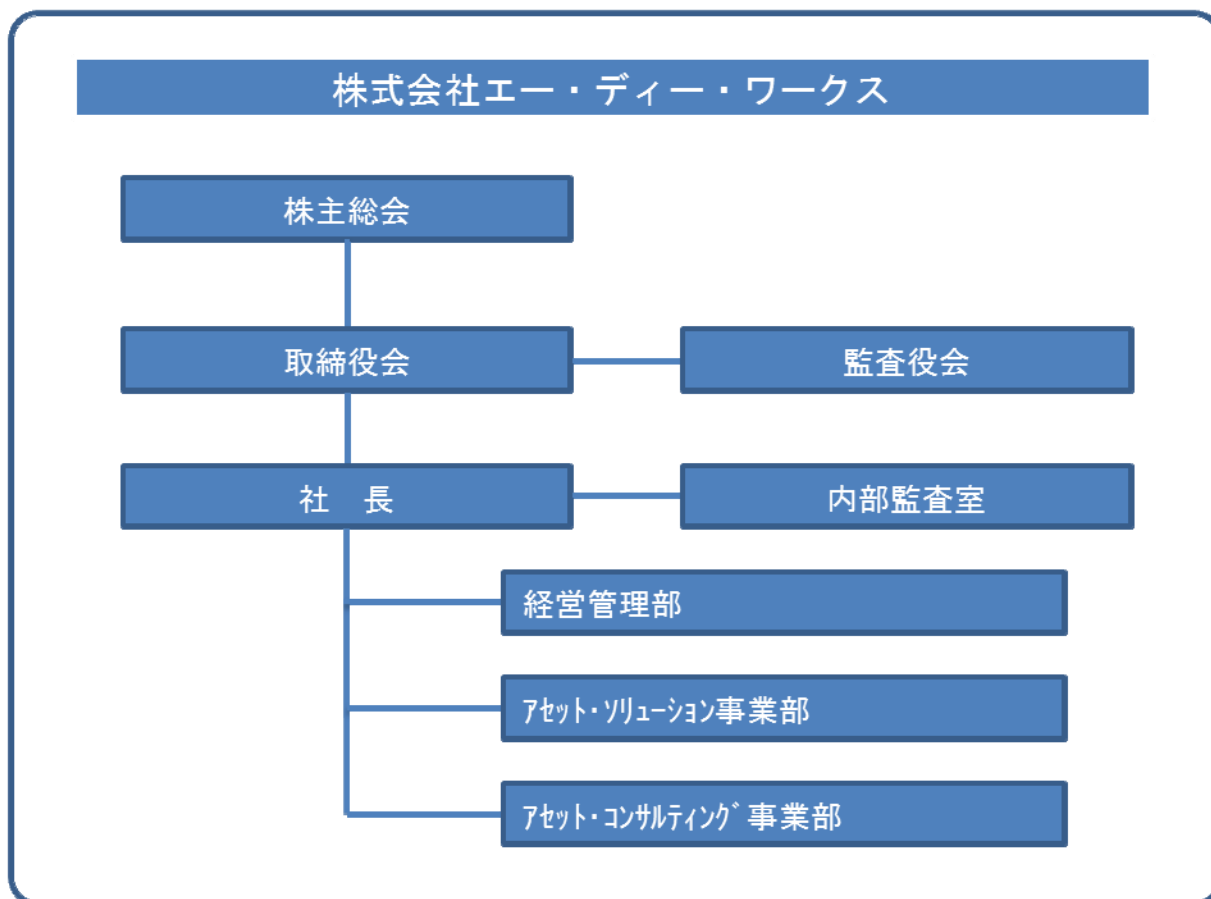 株式会社エー・ディー・ワークス
株主総会
取締役会
監査役会
社　長
内部監査室
経営管理部
ｱｾｯﾄ・ｿﾘｭｰｼｮﾝ事業部
ｱｾｯﾄ・ｺﾝｻﾙﾃｨﾝｸﾞ事業部